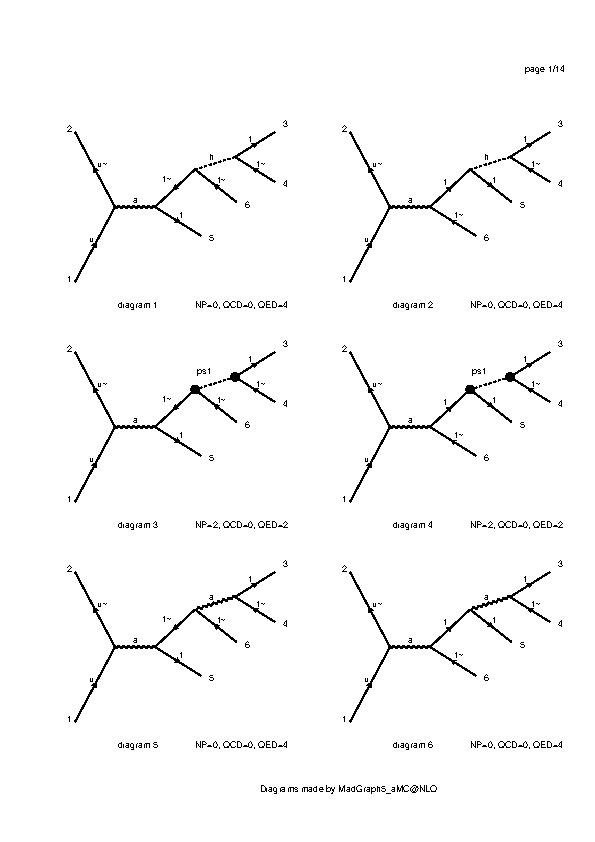 page 1/14
2 3
u~ h 1 1~
1~ 4
a 6
u 1 5
1
diagram 1 NP=0, QCD=0, QED=4
2 3
u~ h 1 1~
1 1 4
a 5
u 1~ 6
1
diagram 2 NP=0, QCD=0, QED=4
2 3
u~ ps1 1 1~
1~ 1~ 4
a 6
u 1 5
1
diagram 3 NP=2, QCD=0, QED=2
2 3
u~ ps1 1 1~
1 1 4
a 5
u 1~ 6
1
diagram 4 NP=2, QCD=0, QED=2
2 3
u~ a 1 1~
1~ 1~ 4
a 6
u 1 5
1
diagram 5 NP=0, QCD=0, QED=4
2 3
u~ a 1 1~
1 1 4
a 5
u 1~ 6
1
diagram 6 NP=0, QCD=0, QED=4
Diagrams made by MadGraph5_aMC@NLO